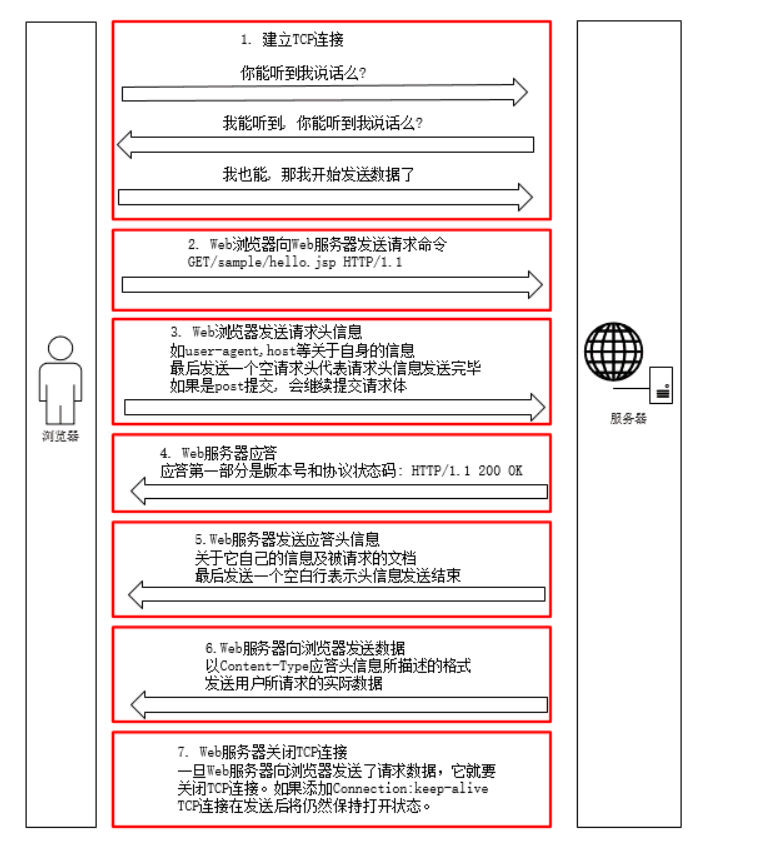 1. 建立TCP连接
你能听到我说话么?
我能听到, 你能听到我说话么?
我也能, 那我开始发送数据了
2. Web浏览器向Web服务器发送请求命令
GET/sample/hello.jsp HTTP/1.1
3. Web浏览器发送请求头信息
如user-agent,host等关于自身的信息
最后发送一个空请求头代表请求头信息发送完毕
如果是post提交, 会继续提交请求体
浏览器
服务器
4. Web服务器应答
应答第一部分是版本号和协议状态码: HTTP/1.1 200 OK
5.Web服务器发送应答头信息
关于它自己的信息及被请求的文档
最后发送一个空白行表示头信息发送结束
6.Web服务器向浏览器发送数据
以Content-Type应答头信息所描述的格式
发送用户所请求的实际数据
7. Web服务器关闭TCP连接
一旦Web服务器向浏览器发送了请求数据，它就要
关闭TCP连接。如果添加Connection:keep-alive
TCP连接在发送后将仍然保持打开状态。